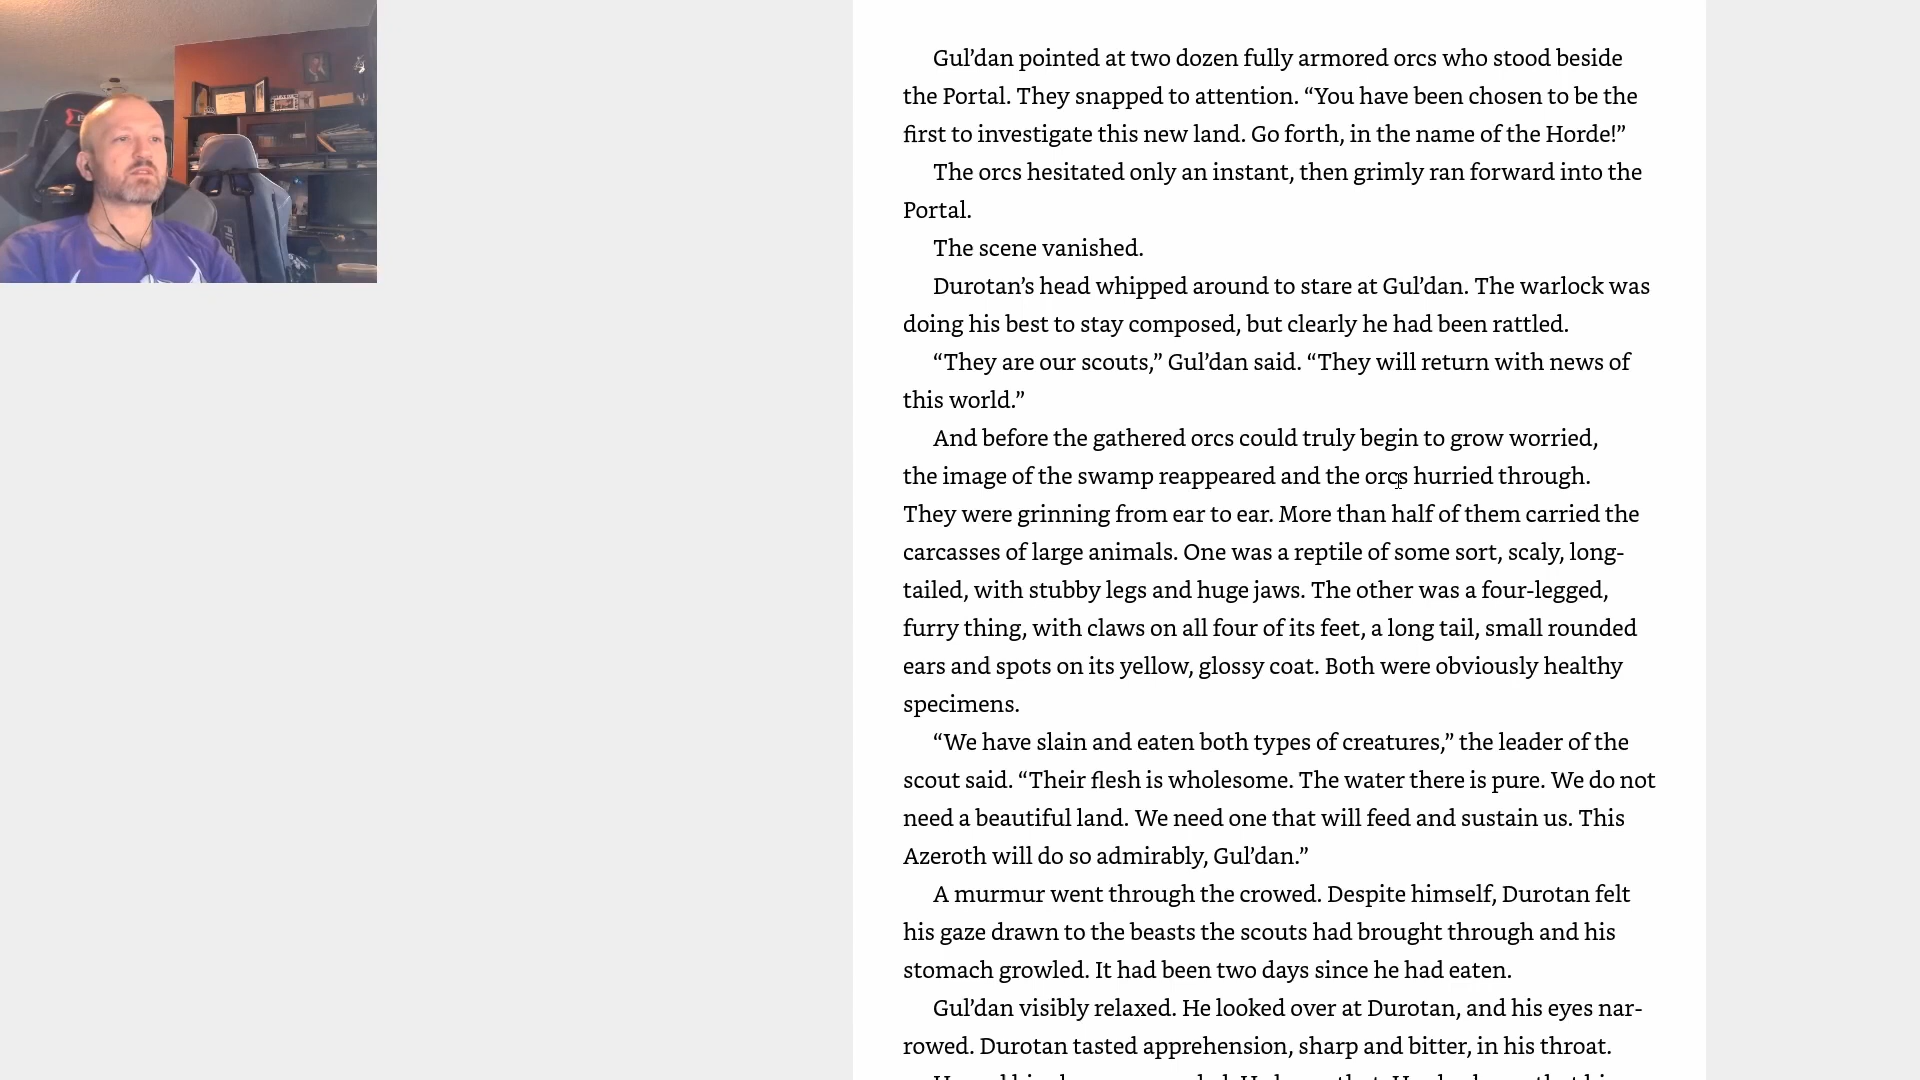 Gul’dan pointed at two dozen fully armored orcs who stood beside
the Portal. They snapped to attention. “You have been chosen to be the
first to investigate this new land. Go forth, in the name of the Horde!”
The orcs hesitated only an instant, then grimly ran forward into the
Portal.
The scene vanished.
Durotan’s head whipped around to stare at Gul’dan. The warlock was
doing his best to stay composed, but clearly he had been rattled.
“They are our scouts,” Gul’dan said. “They will return with news of
this world.”
And before the gathered orcs could truly begin to grow worried,
the image of the swamp reappeared and the orcs hurried through.
They were grinning from ear to ear. More than half of them carried the
carcasses of large animals. One was a reptile of some sort, scaly, long-
tailed, with stubby legs and huge jaws. The other was a four-legged,
furry thing, with claws on all four of its feet, a long tail, small rounded
ears and spots on its yellow, glossy coat. Both were obviously healthy
specimens.
“We have slain and eaten both types of creatures,” the leader of the
scout said. “Their flesh is wholesome. The water there is pure. We do not
need a beautiful land. We need one that will feed and sustain us. This
Azeroth will do so admirably, Gul’dan.”
A murmur went through the crowed. Despite himself, Durotan felt
his gaze drawn to the beasts the scouts had brought through and his
stomach growled. It had been two days since he had eaten.
Gul’dan visibly relaxed. He looked over at Durotan, and his eyes nar-
rowed. Durotan tasted apprehension, sharp and bitter, in his throat.